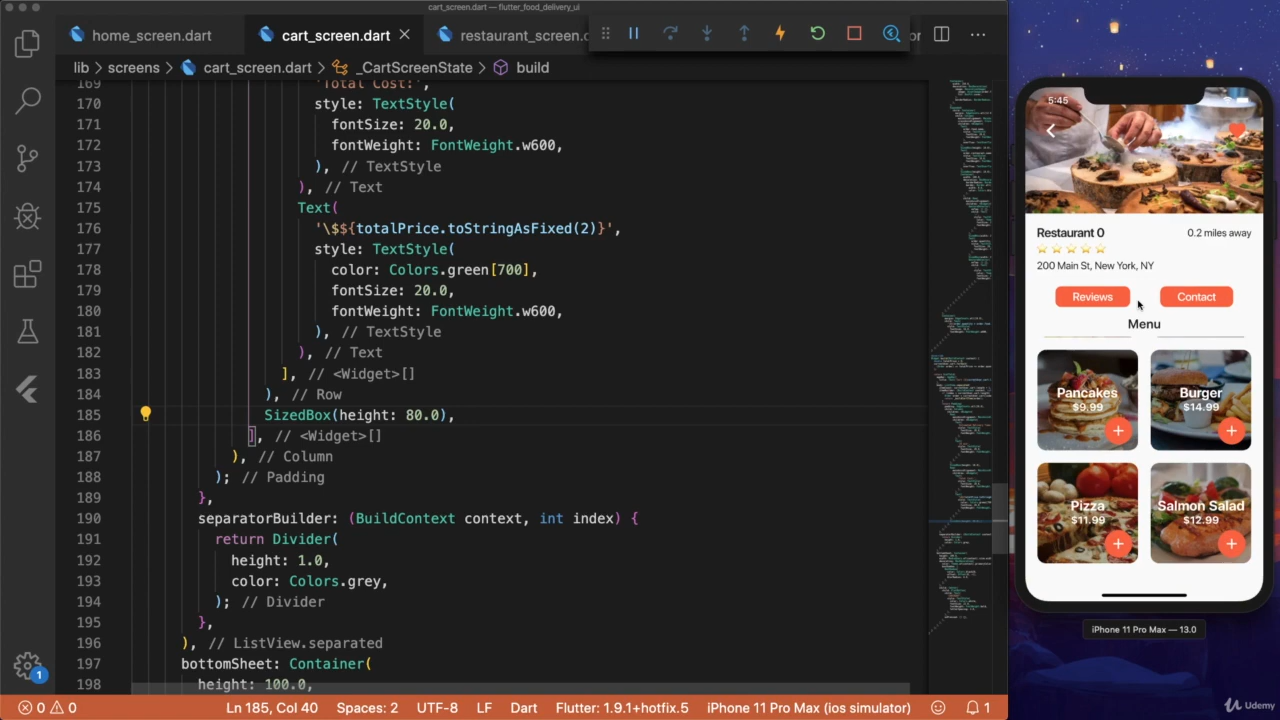 cart_screen.dart — flutter_food_delivery_ui
home_screen.dart
cart_screen.dart
restaurant_screen.
lib > screens > cart_screen.dart > _CartScreenState > build
169 'Total Cost:',
170 style: TextStyle(
171 fontSize: 20.0,
172 fontWeight: FontWeight.w600,
173 ), // TextStyle
174 ), // Text
175 Text(
176 '\$${totalPrice.toStringAsFixed(2)}',
177 style: TextStyle(
178 color: Colors.green[700],
179 fontSize: 20.0,
180 fontWeight: FontWeight.w600,
181 ), // TextStyle
182 ), // Text
183 ], // <Widget>[]
184 ), // Row
185 SizedBox(height: 80.0),
186 ], // <Widget>[]
187 ), // Column
188 ); // Padding
189 },
190 separatorBuilder: (BuildContext context, int index) {
191 return Divider(
192 height: 1.0,
193 color: Colors.grey,
194 ); // Divider
195 },
196 ), // ListView.separated
197 bottomSheet: Container(
198 height: 100.0,
1
0 0
Ln 185, Col 40
Spaces: 2
UTF-8
LF
Dart
Flutter: 1.9.1+hotfix.5
iPhone 11 Pro Max (ios simulator)
1
5:45
Restaurant 0
0.2 miles away
200 Main St, New York, NY
Reviews
Contact
Menu
Pancakes
$9.99
Burger
$14.99
Pizza
$11.99
Salmon Salad
$12.99
iPhone 11 Pro Max — 13.0
Udemy